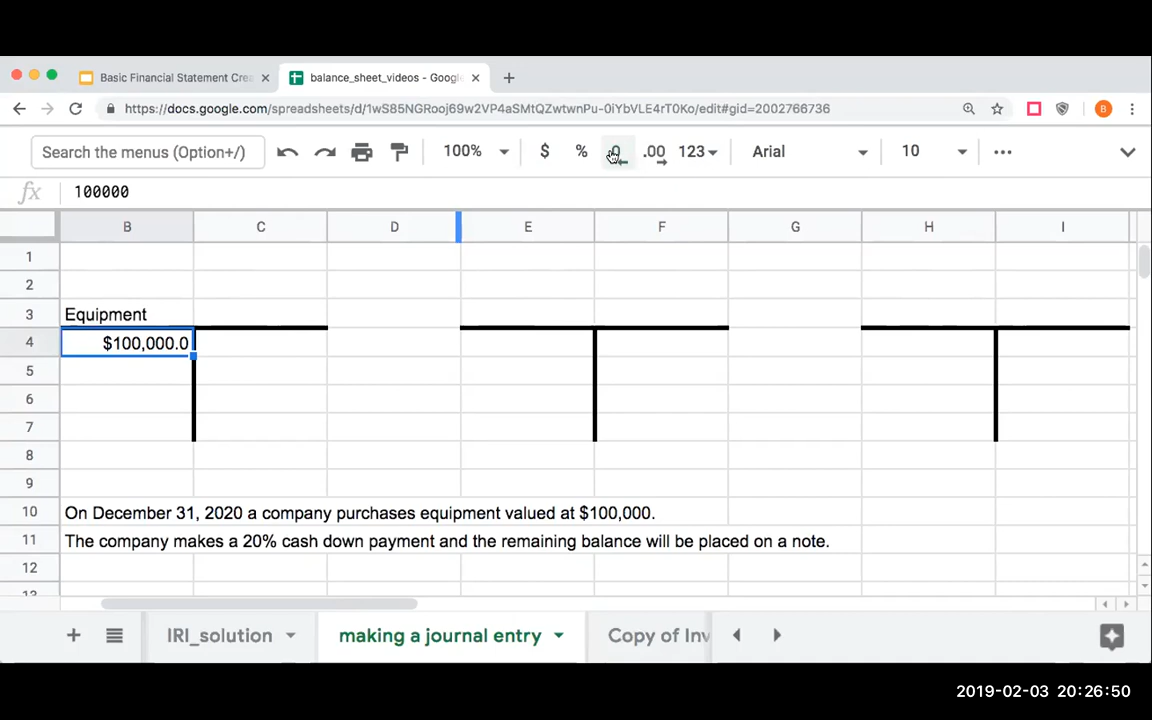 Basic Financial Statement Crea
balance_sheet_videos - Google
https://docs.google.com/spreadsheets/d/1wS85NGRooj69w2VP4aSMtQZwtwnPu-0iYbVLE4rT0Ko/edit#gid=2002766736
B
Search the menus (Option+/)
100%
$
%
.0
.00
123
Arial
10
fx
100000
B C D E F G H I
1
2
3 Equipment
4 $100,000.0
5
6
7
8
9
10 On December 31, 2020 a company purchases equipment valued at $100,000.
11 The company makes a 20% cash down payment and the remaining balance will be placed on a note.
12
13
IRI_solution
making a journal entry
Copy of Inv
2019-02-03 20:26:50